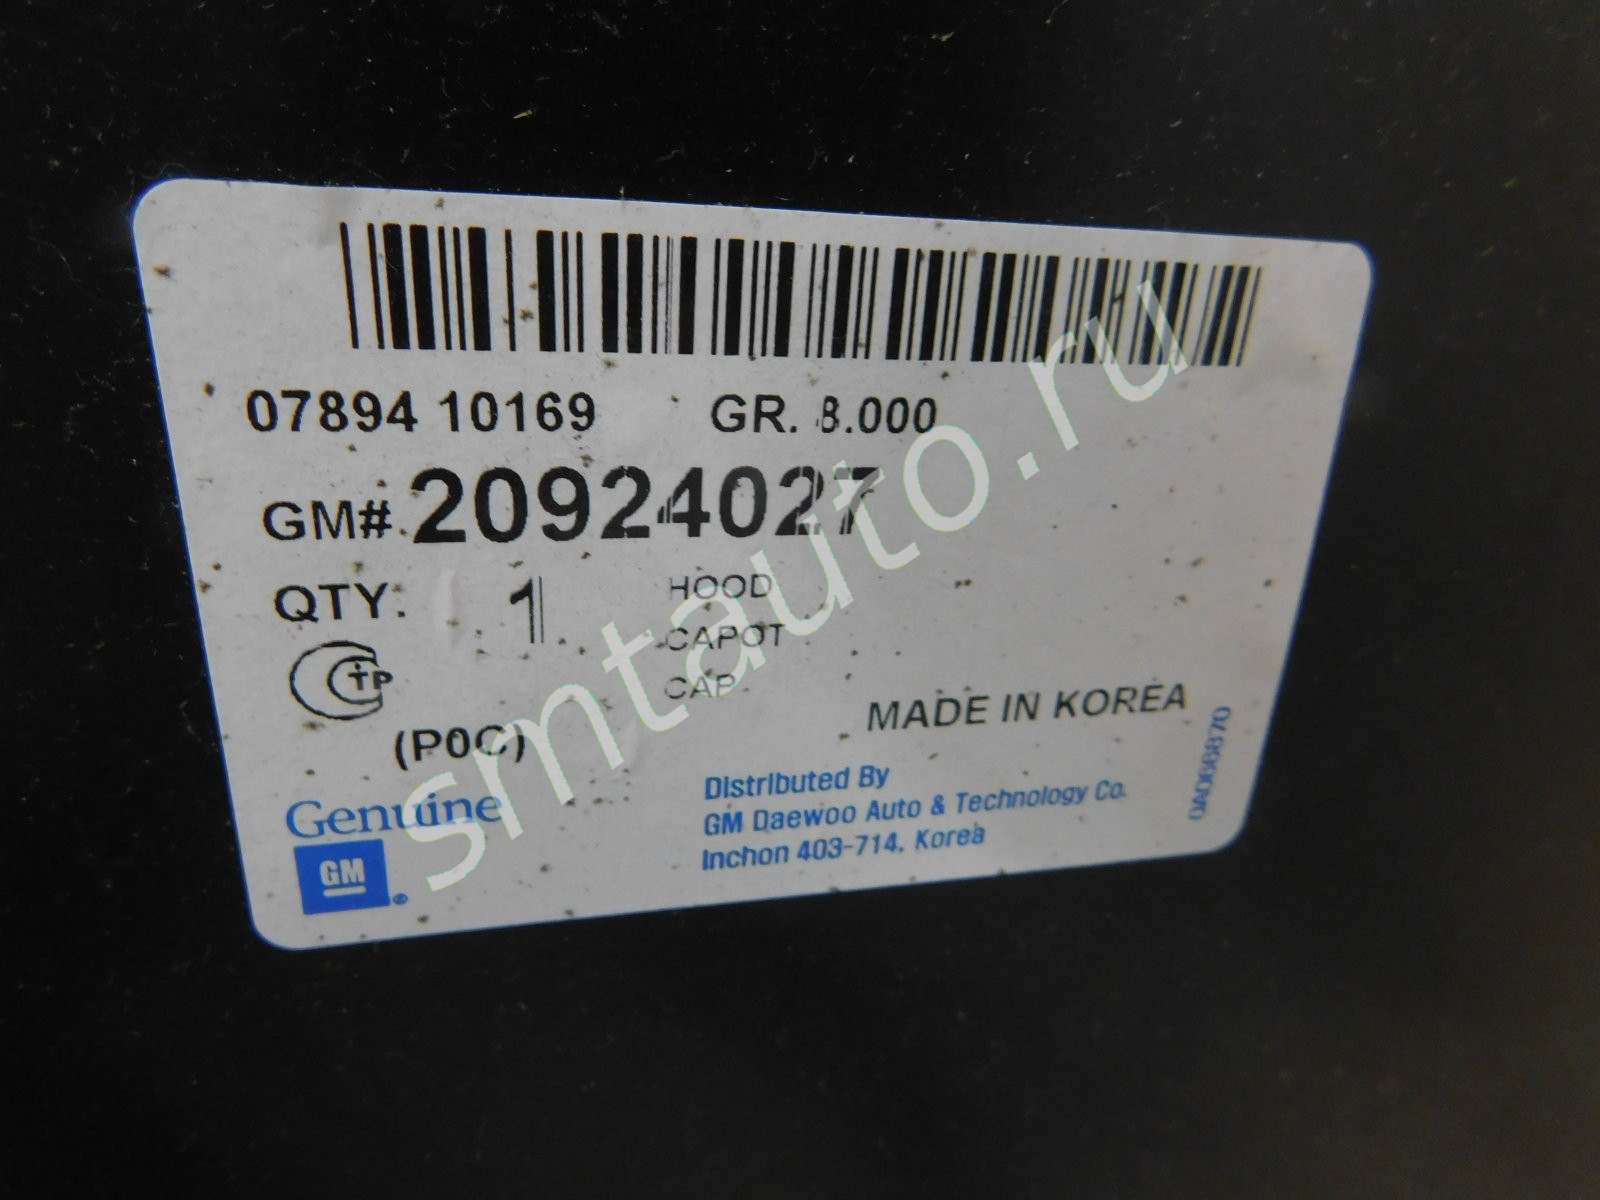 07894 10169 GR. 8.000
GM# 20924027
QTY. 1 HOOD
CAPOT
CAP
(P0C)
MADE IN KOREA
Genuine
GM ®
Distributed By
GM Daewoo Auto & Technology Co.
Inchon 403-714, Korea
0A066870
smtauto.ru